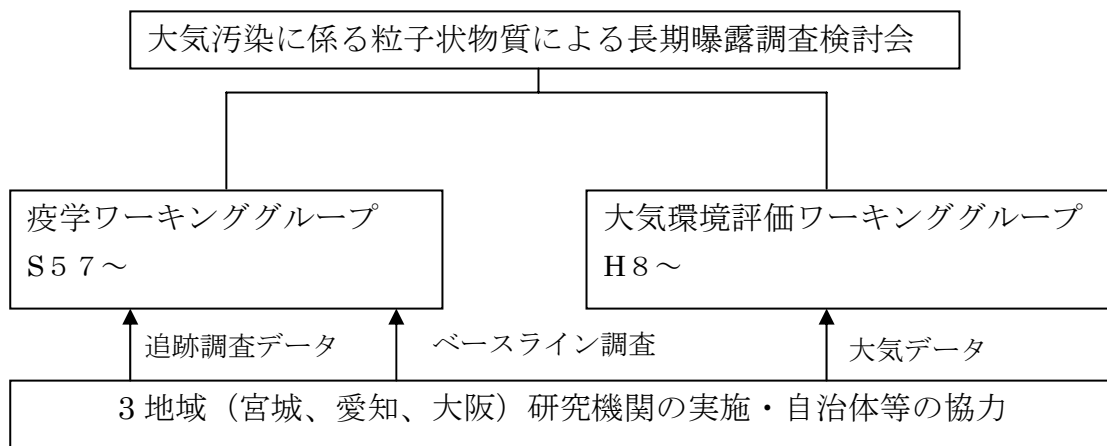 大気汚染に係る粒子状物質による長期曝露調査検討会
疫学ワーキンググループ
S５７～
大気環境評価ワーキンググループ
H８～
追跡調査データ
ベースライン調査
大気データ
３地域（宮城、愛知、大阪）研究機関の実施・自治体等の協力